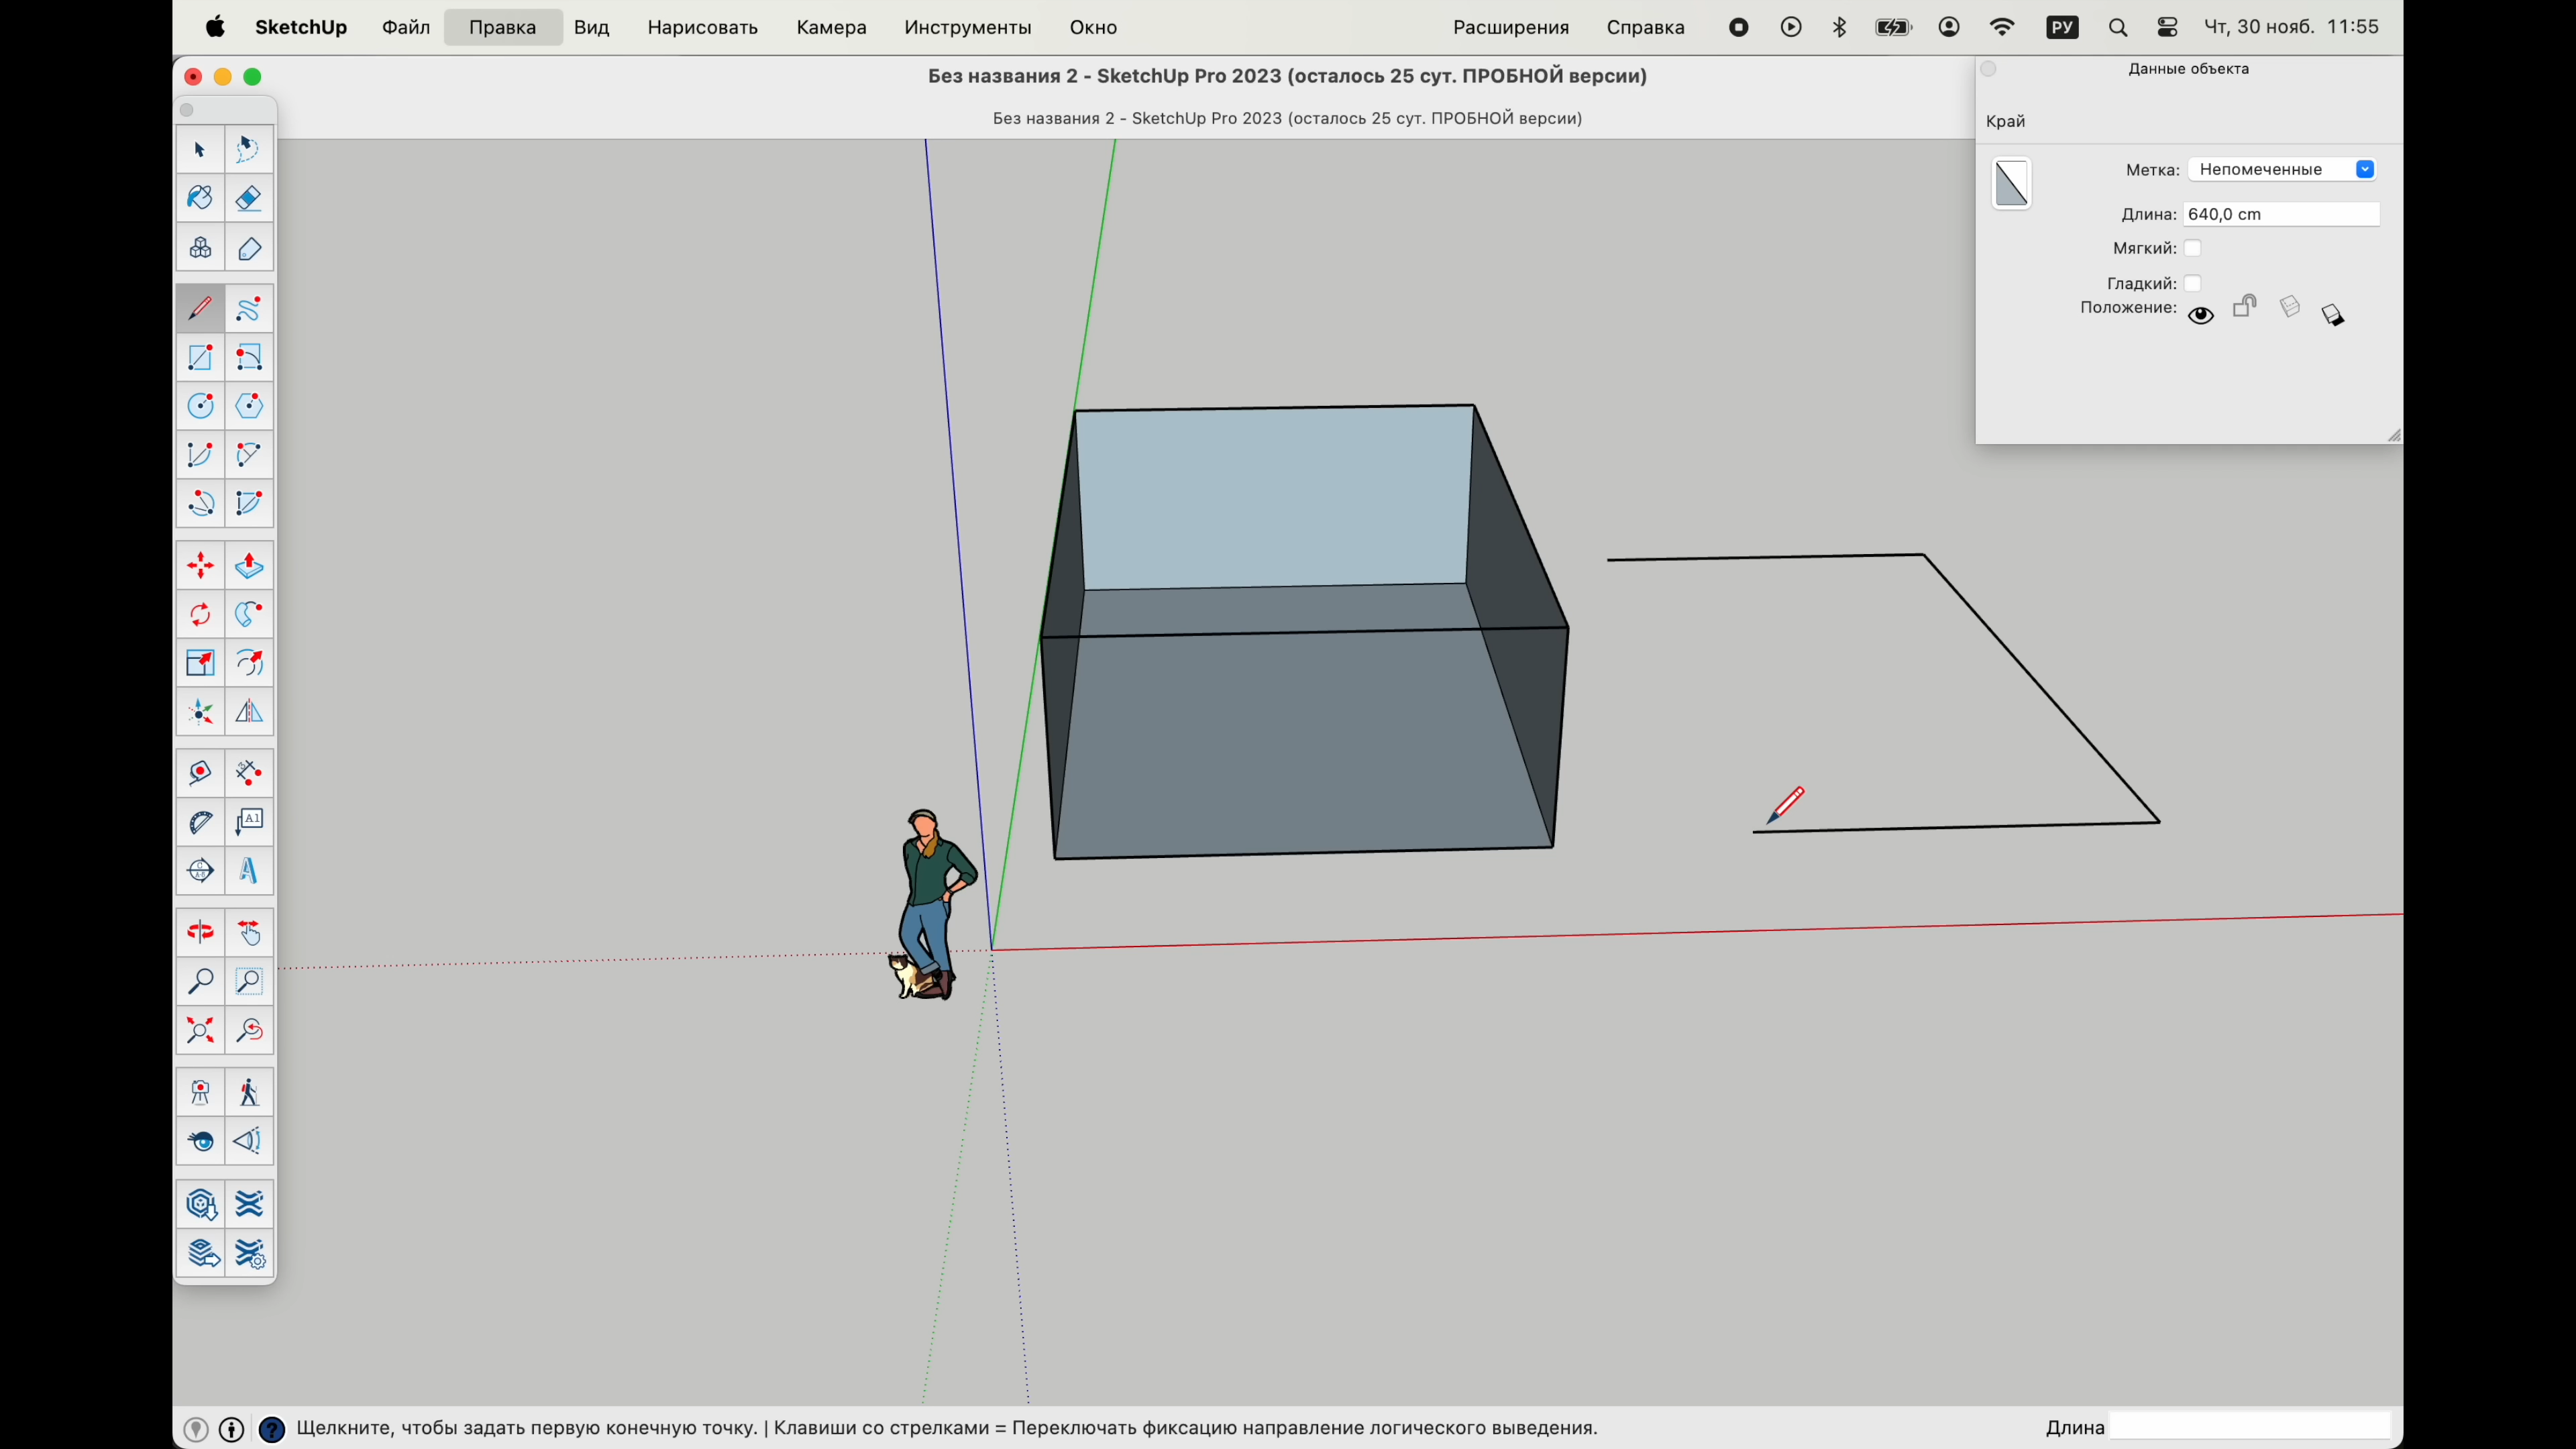 SketchUp Файл Правка Вид Нарисовать Камера Инструменты Окно Расширения Справка РУ Чт, 30 нояб. 11:55
Без названия 2 - SketchUp Pro 2023 (осталось 25 сут. ПРОБНОЙ версии)
Без названия 2 - SketchUp Pro 2023 (осталось 25 сут. ПРОБНОЙ версии)
Данные объекта
Край
Метка: Непомеченные
Длина: 640,0 cm
Мягкий:
Гладкий:
Положение:
A1
Щелкните, чтобы задать первую конечную точку. | Клавиши со стрелками = Переключать фиксацию направление логического выведения.
Длина